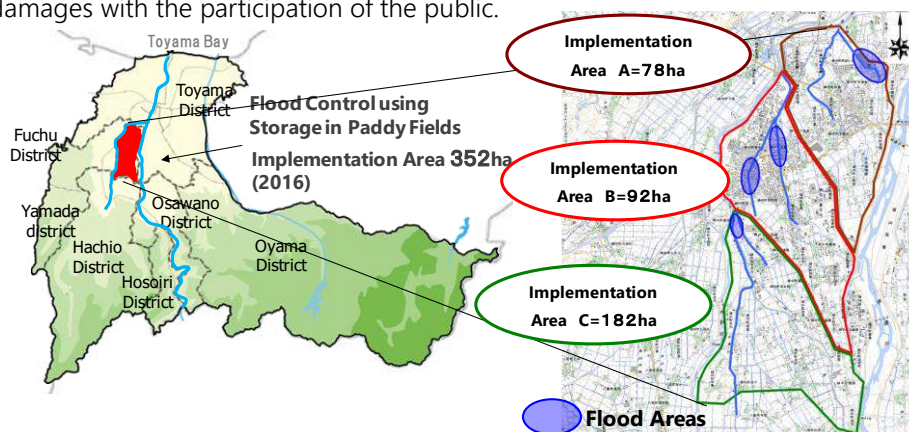 damages with the participation of the public.
Toyama Bay
Toyama
District
Flood Control using
Storage in Paddy Fields
Implementation Area 352ha
(2016)
Fuchu
District
Yamada
district
Osawano
District
Hachio
District
Hosoiri
District
Oyama
District
Implementation
Area A=78ha
Implementation
Area B=92ha
Implementation
Area C=182ha
Flood Areas